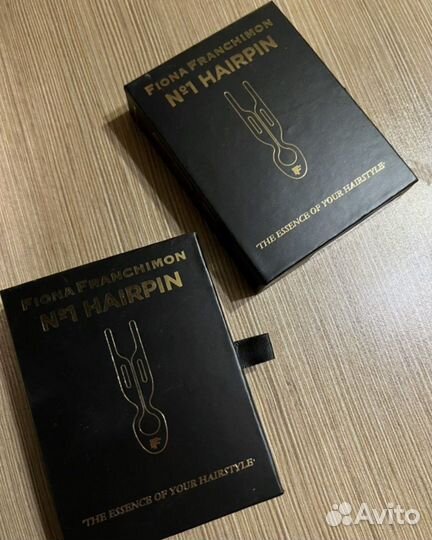 FIONA FRANCHIMON
Nº1 HAIRPIN
F
"THE ESSENCE OF YOUR HAIRSTYLE"
FIONA FRANCHIMON
Nº1 HAIRPIN
F
"THE ESSENCE OF YOUR HAIRSTYLE"
Avito